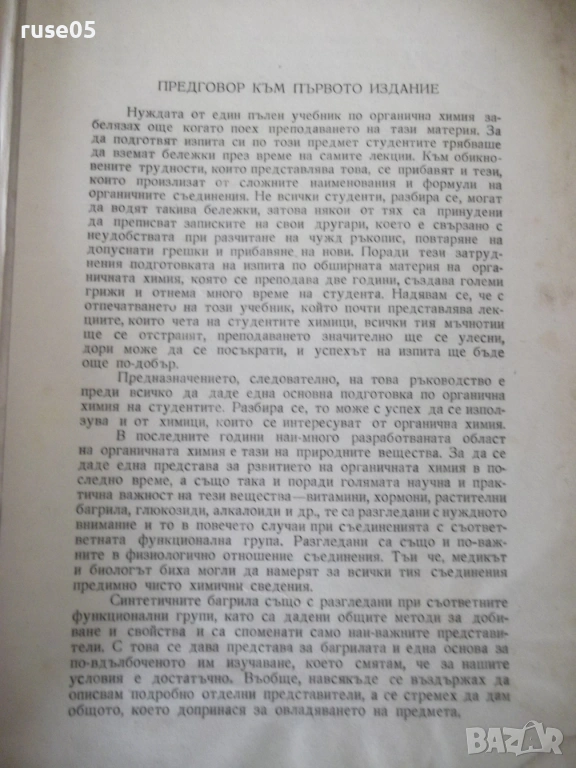 ruse05
ПРЕДГОВОР КЪМ ПЪРВОТО ИЗДАНИЕ
Нуждата от един пълен учебник по органична химия за-
белязах още когато поех преподаването на тази материя. За
да подготвят изпита си по този предмет студентите трябваше
да вземат бележки през време на самите лекции. Към обикно-
вените трудности, които представлява това, се прибавят и тези,
които произлизат от сложните наименования и формули на
органичните съединения. Не всички студенти, разбира се, могат
да водят такива бележки, затова някои от тях са принудени
да преписват записките на свои другари, което е свързано с
неудобствата при разчитане на чужд ръкопис, повтаряне на
допуснати грешки и прибавяне на нови. Поради тези затруд-
нения подготовката на изпита по обширната материя на орга-
ничната химия, която се преподава две години, създава големи
грижи и отнема много време на студента. Надявам се, че с
отпечатването на този учебник, който почти представлява лек-
циите, които чета на студентите химици, всички тия мъчнотии
ще се отстранят, преподаването значително ще се улесни,
дори може да се посъкрати, и успехът на изпита ще бъде
още по-добър.
Предназначението, следователно, на това ръководство е
преди всичко да даде една основна подготовка по органична
химия на студентите. Разбира се, то може с успех да се изпол-
зува и от химици, които се интересуват от органична химия.
В последните години наи-много разработваната област
на органичната химия е тази на природните вещества. За да се
даде една представа за развитието на органичната химия в по-
следно време, а също така и поради голямата научна и прак-
тична важност на тези вещества—витамини, хормони, растителни
багрила, глюкозиди, алкалоиди и др., те са разгледани с нуждното
внимание и то в повечето случаи при съединенията с съответ-
ветната функционална група. Разгледани са също и по-важ-
ните в физиологично отношение съединения. Тъи че, медикът
и биологът биха могли да намерят за всички тия съединения
предимно чисто химични сведения.
Синтетичните багрила също с разгледани при съответните
функционални групи, като са дадени общите методи за доби-
ване и свойства и са споменати само наи-важните представи-
тели. С това се дава представа за багрилата и една основа за
по-вдълбоченото им изучаване, което смятам, че за нашите
условия е достатъчно. Въобще, навсякъде се въздържах да
описвам подробно отделни представители, а се стремех да дам
общото, което допринася за овладяването на предмета.
BAZAR